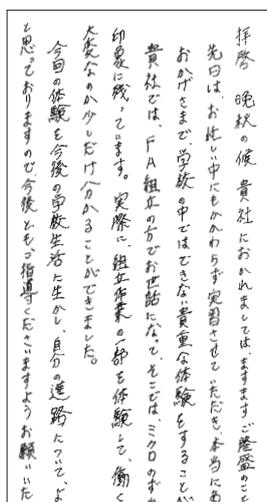 拝啓　晩秋の候　貴社におかれましては、ますますご隆盛のこと
先日は、お忙しい中にもかかわらず実習させていただき、本当にあ
おかげさまで、学校の中ではできない貴重な体験をすることが
貴社では、FA組立の方でお世話になって、そこでは、ミクロのずれ
印象に残っています。実際に、組立作業の一部を体験して、働く
大変なのか少しだけ分かることができました。
今回の体験を今後の学校生活に生かし、自分の進路について、よ
と思っておりますので、今後ともご指導くださいますようお願いいた